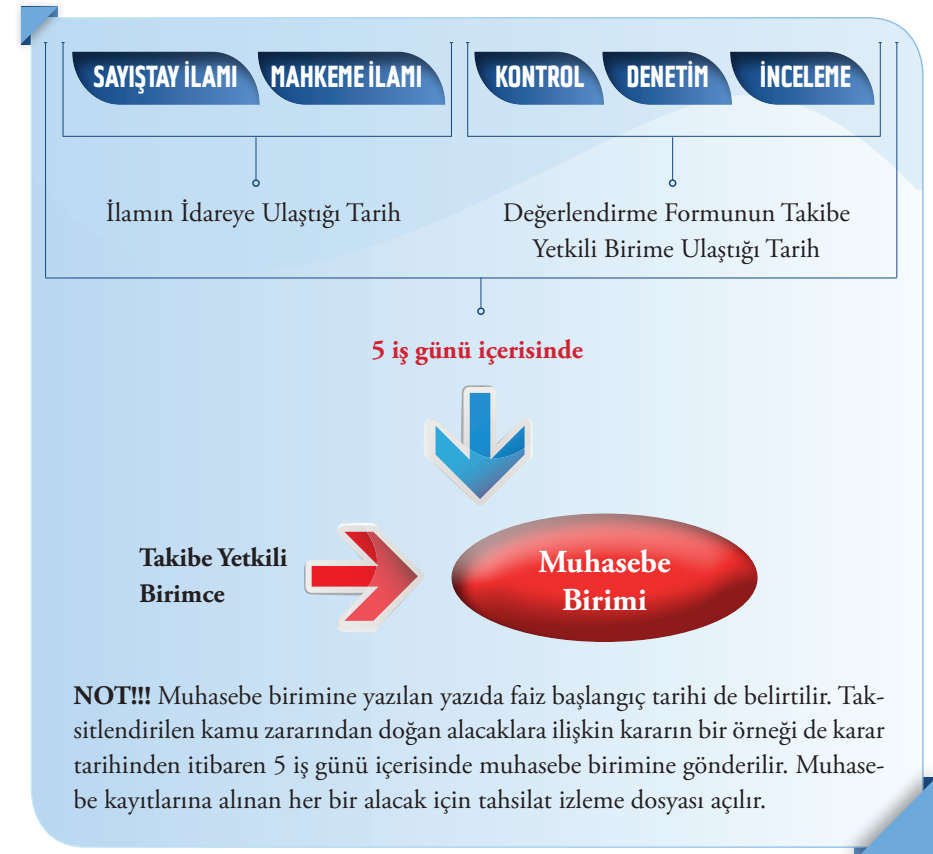 SAYIŞTAY İLAMI
MAHKEME İLAMI
KONTROL
DENETİM
İNCELEME
İlamın İdareye Ulaştığı Tarih
Değerlendirme Formunun Takibe
Yetkili Birime Ulaştığı Tarih
5 iş günü içerisinde
Takibe Yetkili
Birimce
Muhasebe
Birimi
NOT!!! Muhasebe birimine yazılan yazıda faiz başlangıç tarihi de belirtilir. Tak-
sitlendirilen kamu zararından doğan alacaklara ilişkin kararın bir örneği de karar
tarihinden itibaren 5 iş günü içerisinde muhasebe birimine gönderilir. Muhase-
be kayıtlarına alınan her bir alacak için tahsilat izleme dosyası açılır.